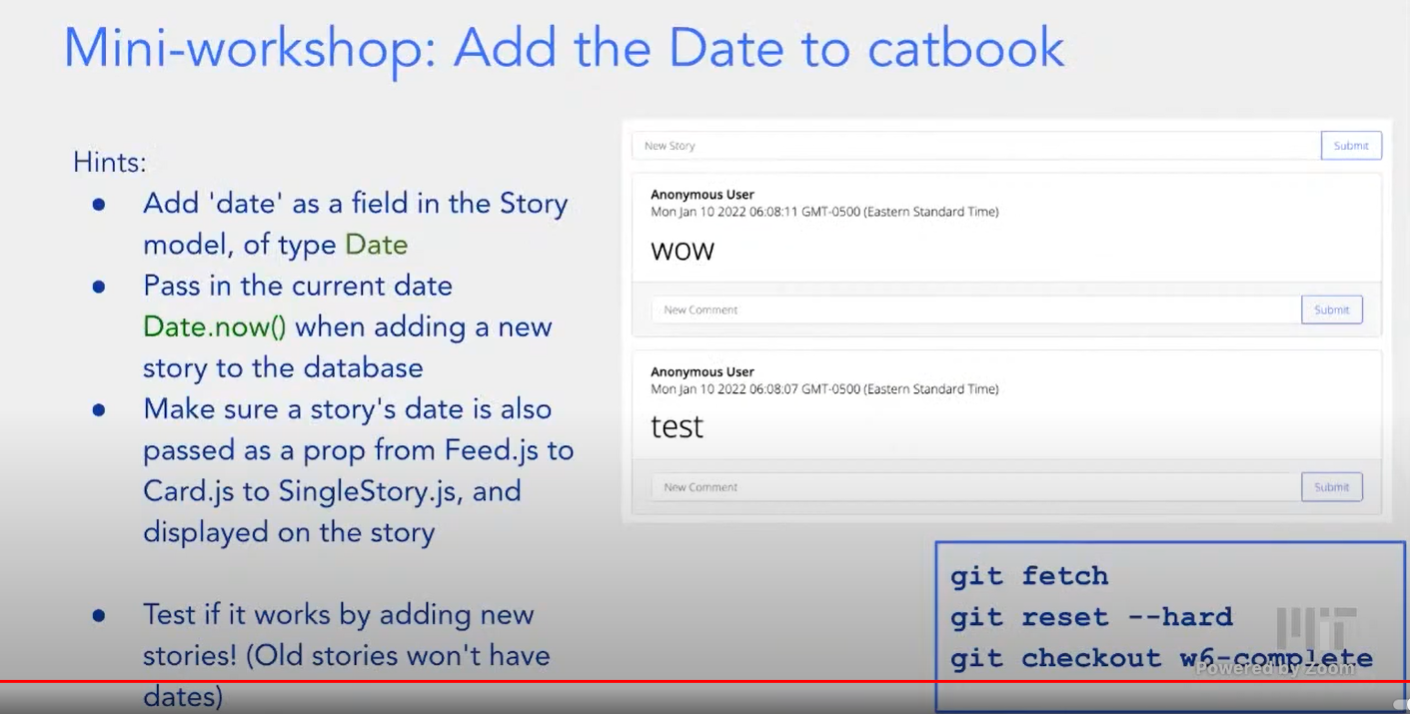 Mini-workshop: Add the Date to catbook
Hints:
● Add 'date' as a field in the Story
model, of type Date
● Pass in the current date
Date.now() when adding a new
story to the database
● Make sure a story's date is also
passed as a prop from Feed.js to
Card.js to SingleStory.js, and
displayed on the story
● Test if it works by adding new
stories! (Old stories won't have
dates)
New Story
Submit
Anonymous User
Mon Jan 10 2022 06:08:11 GMT-0500 (Eastern Standard Time)
wow
New Comment
Submit
Anonymous User
Mon Jan 10 2022 06:08:07 GMT-0500 (Eastern Standard Time)
test
New Comment
Submit
git fetch
git reset --hard
git checkout w6-complete
MIT
Powered by Zoom